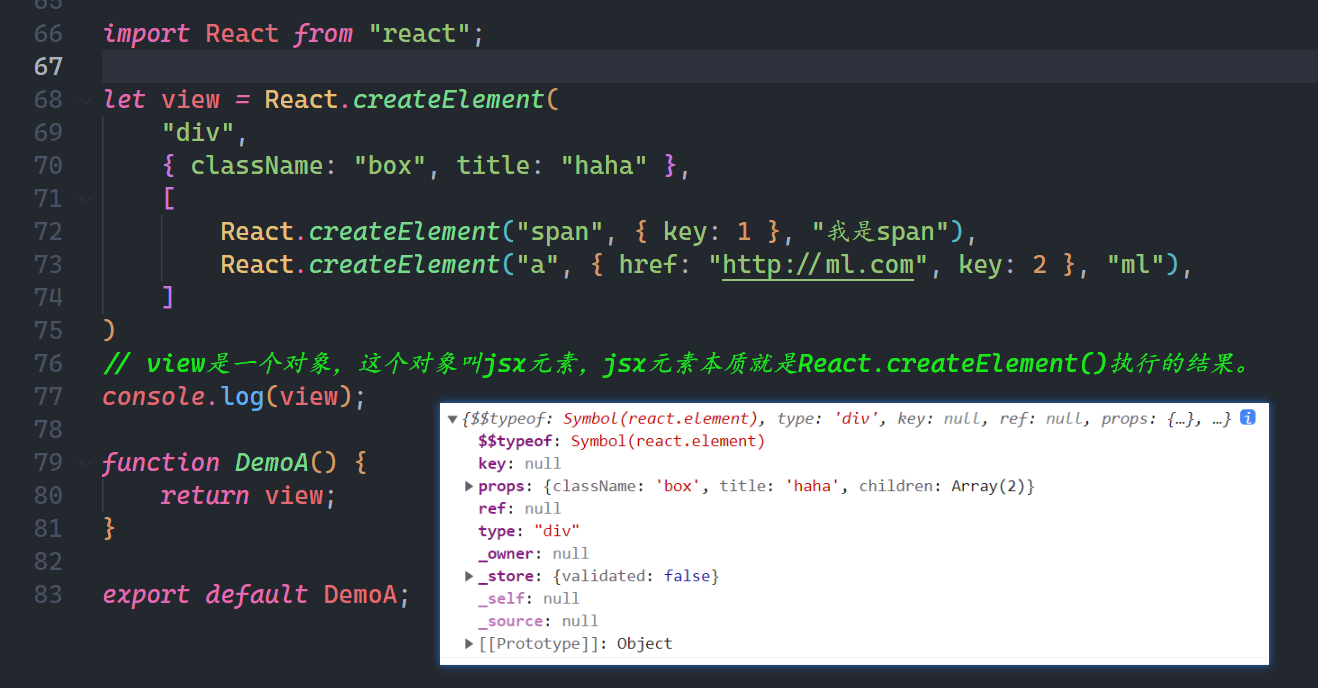 65
66 import React from "react";
67
68 let view = React.createElement(
69 "div",
70 { className: "box", title: "haha" },
71 [
72 React.createElement("span", { key: 1 }, "我是span"),
73 React.createElement("a", { href: "http://ml.com", key: 2 }, "ml"),
74 ]
75 )
76 // view是一个对象，这个对象叫jsx元素，jsx元素本质就是React.createElement()执行的结果。
77 console.log(view);
78
79 function DemoA() {
80 return view;
81 }
82
83 export default DemoA;
▼{$$typeof: Symbol(react.element), type: 'div', key: null, ref: null, props: {…}, …} i
$$typeof: Symbol(react.element)
key: null
▶props: {className: 'box', title: 'haha', children: Array(2)}
ref: null
type: "div"
_owner: null
▶_store: {validated: false}
_self: null
_source: null
▶[[Prototype]]: Object